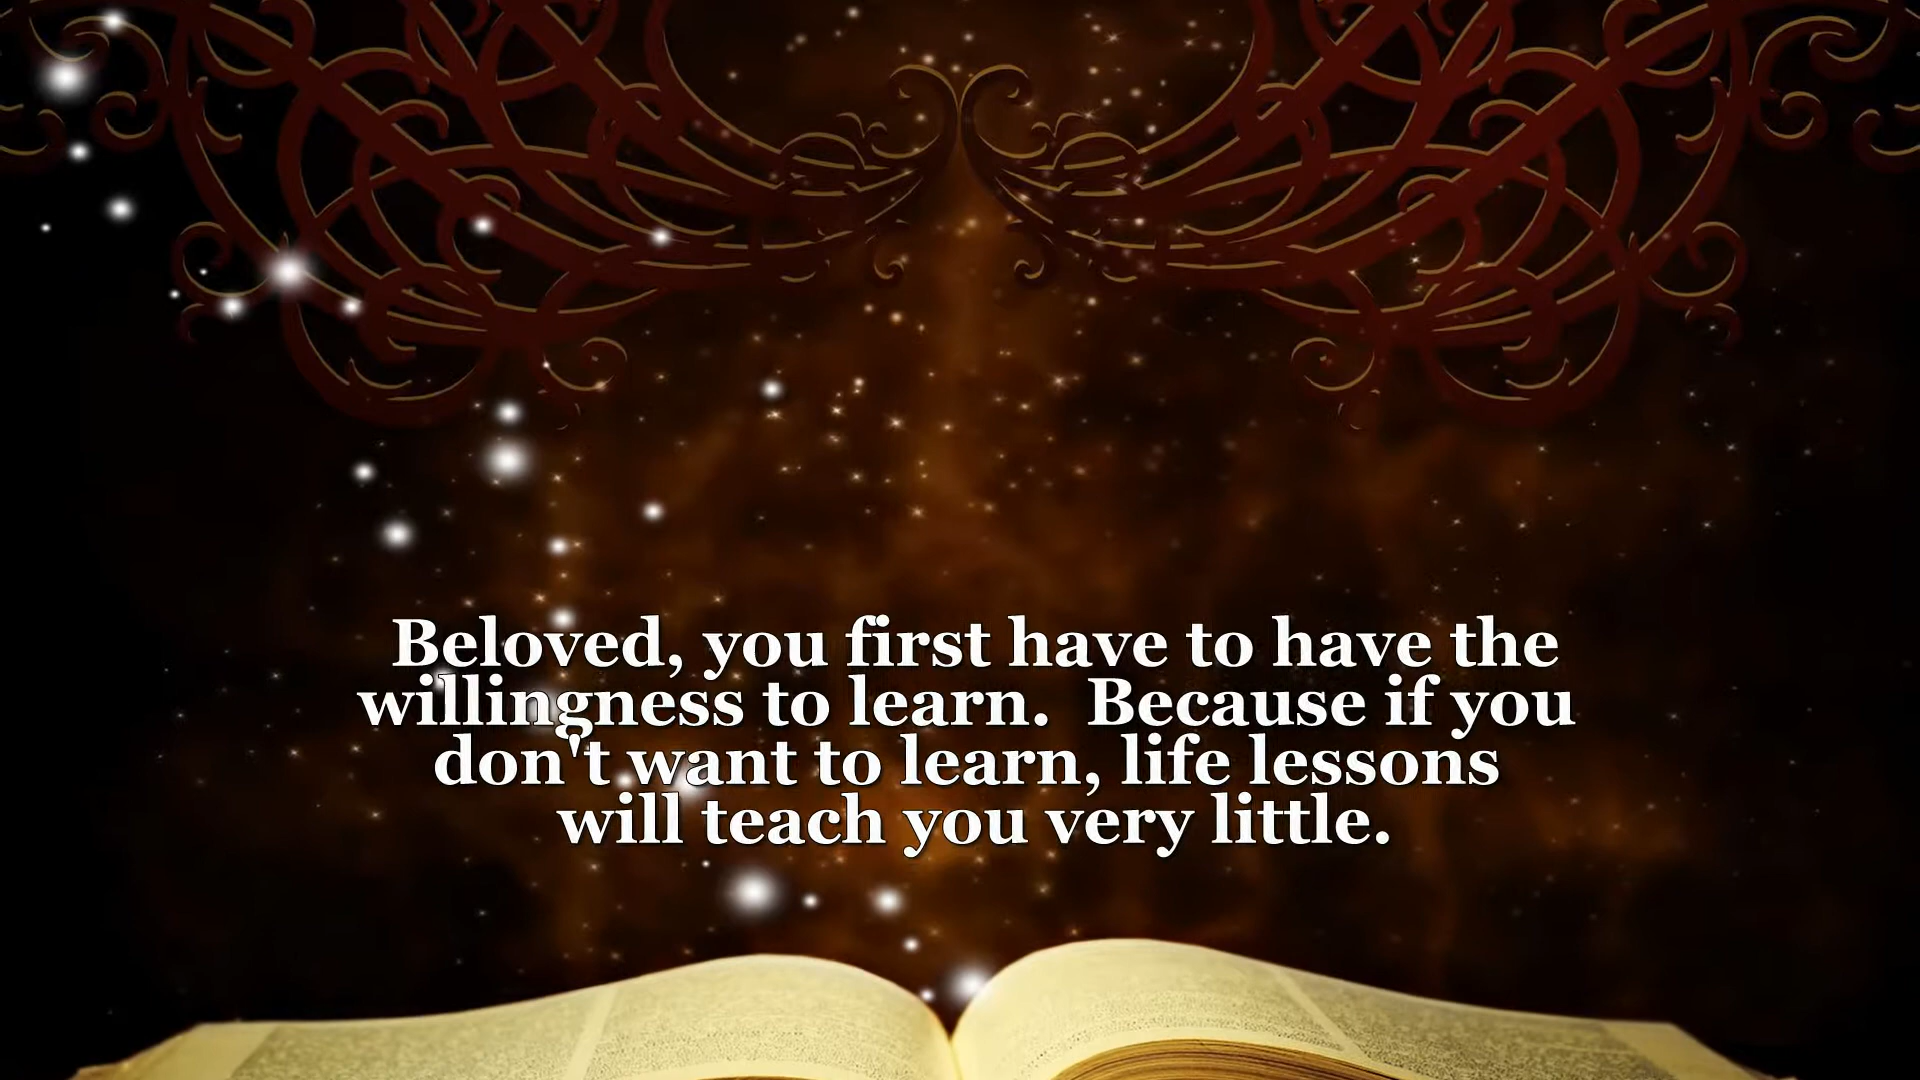 Beloved, you first have to have the
willingness to learn.  Because if you
don't want to learn, life lessons
will teach you very little.